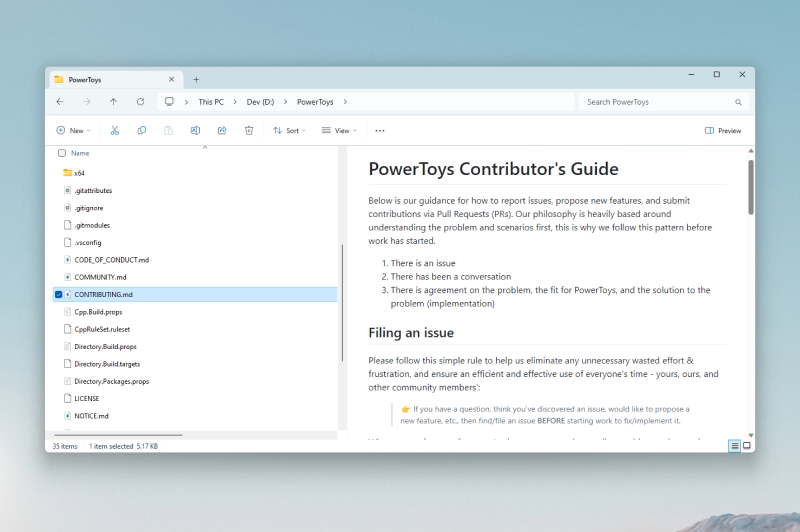 PowerToys
This PC > Dev (D:) > PowerToys >
Search PowerToys
New
Sort
View
Preview
Name
x64
.gitattributes
.gitignore
.gitmodules
.vsconfig
CODE_OF_CONDUCT.md
COMMUNITY.md
CONTRIBUTING.md
Cpp.Build.props
CppRuleSet.ruleset
Directory.Build.props
Directory.Build.targets
Directory.Packages.props
LICENSE
NOTICE.md
35 items 1 item selected 5.17 KB
PowerToys Contributor's Guide
Below is our guidance for how to report issues, propose new features, and submit
contributions via Pull Requests (PRs). Our philosophy is heavily based around
understanding the problem and scenarios first, this is why we follow this pattern before
work has started.
1. There is an issue
2. There has been a conversation
3. There is agreement on the problem, the fit for PowerToys, and the solution to the
problem (implementation)
Filing an issue
Please follow this simple rule to help us eliminate any unnecessary wasted effort &
frustration, and ensure an efficient and effective use of everyone's time - yours, ours, and
other community members':
👉 If you have a question, think you've discovered an issue, would like to propose a
new feature, etc., then find/file an issue BEFORE starting work to fix/implement it.